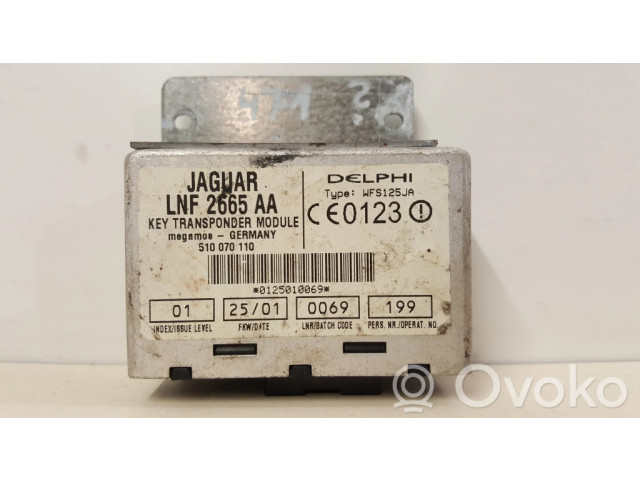 JAGUAR
LNF 2665 AA
KEY TRANSPONDER MODULE
megamos - GERMANY
510 070 110
DELPHI
Type: WFS125JA
CE0123
*0125010069*
01 25/01 0069 199
INDEX/ISSUE LEVEL FKW/DATE LNR/BATCH CODE PERS. NR./OPERAT. NO.
Ovoko